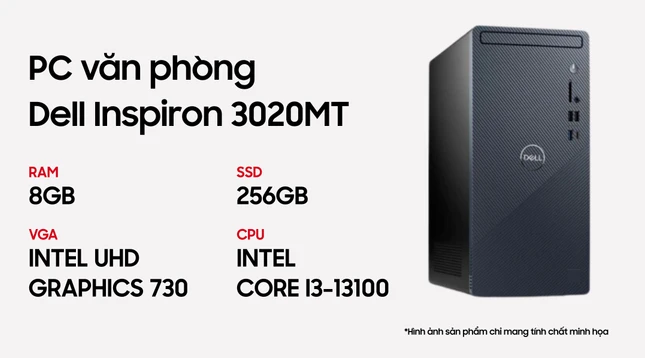 PC văn phòng
Dell Inspiron 3020MT
RAM
8GB
SSD
256GB
VGA
INTEL UHD
GRAPHICS 730
CPU
INTEL
CORE I3-13100
DELL
*Hình ảnh sản phẩm chỉ mang tính chất minh họa